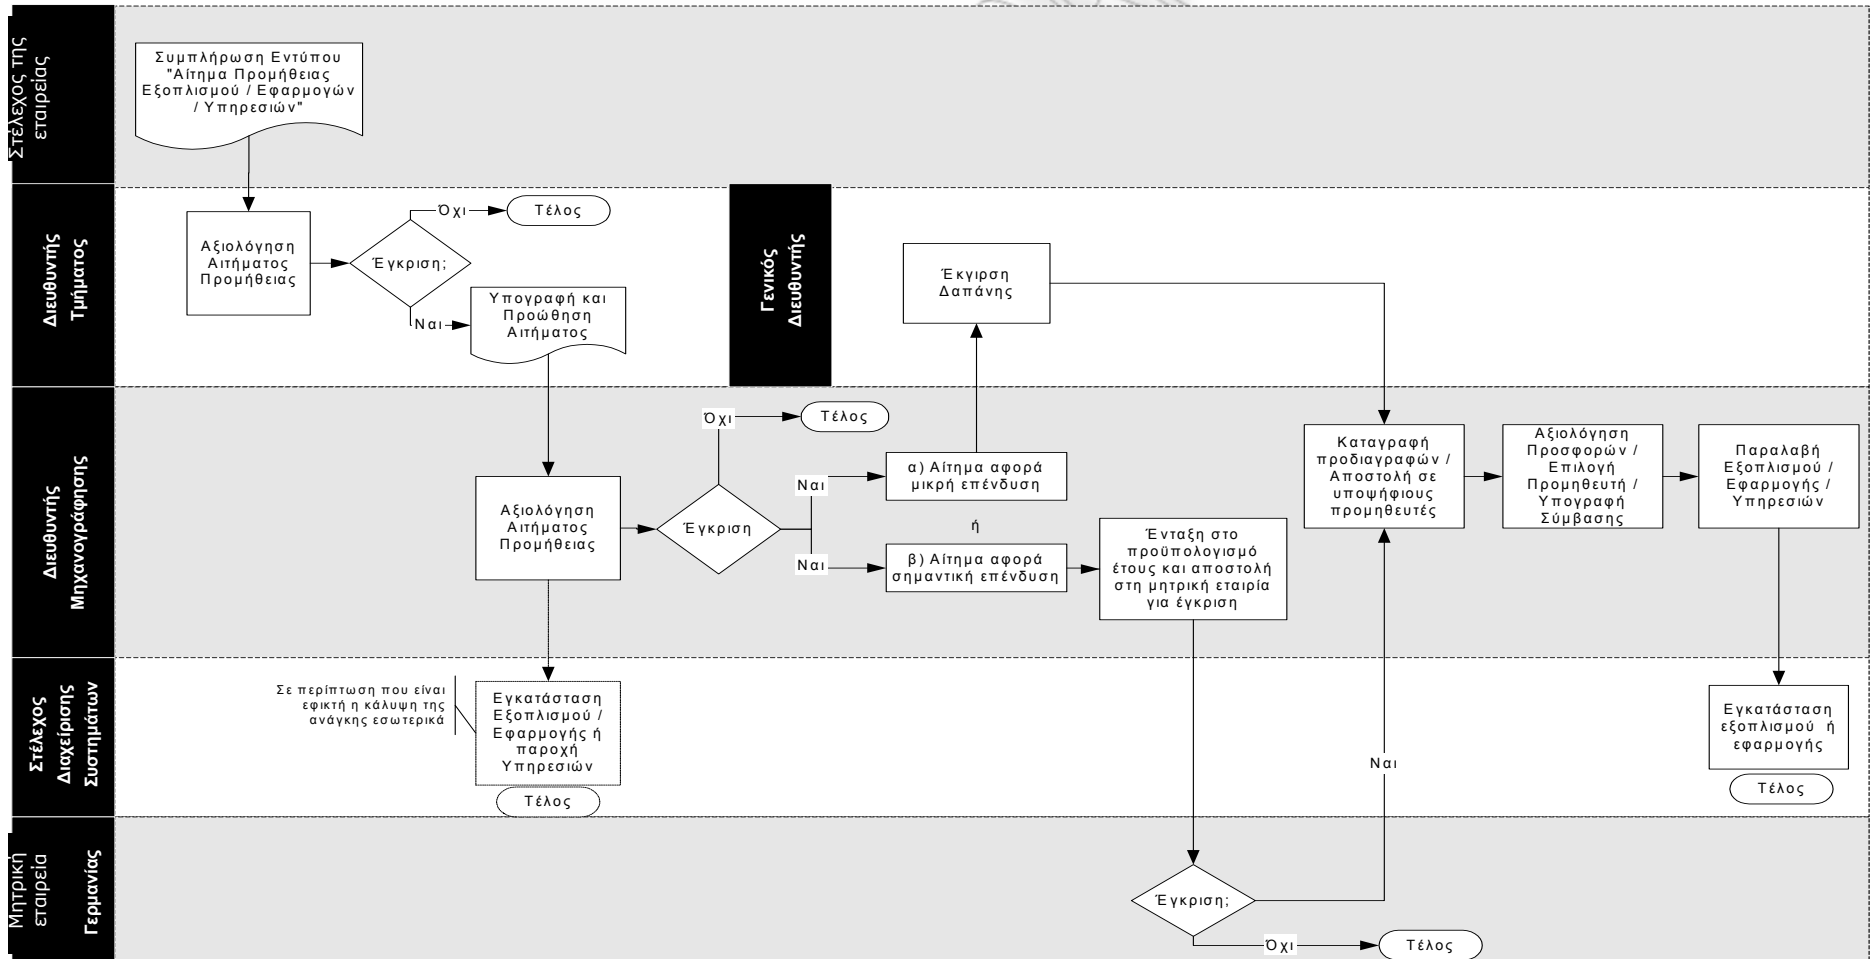 Στέλεχος της
εταιρείας
Συμπλήρωση Εντύπου
"Αίτημα Προμήθειας
Εξοπλισμού / Εφαρμογών
/ Υπηρεσιών"
Διευθυντής
Τμήματος
Αξιολόγηση
Αιτήματος
Προμήθειας
Έγκριση;
Όχι
Τέλος
Ναι
Υπογραφή και
Προώθηση
Αιτήματος
Γενικός
Διευθυντής
Έκγιρση
Δαπάνης
Διευθυντής
Μηχανογράφησης
Αξιολόγηση
Αιτήματος
Προμήθειας
Έγκριση
Όχι
Τέλος
Ναι
α) Αίτημα αφορά
μικρή επένδυση
ή
Ναι
β) Αίτημα αφορά
σημαντική επένδυση
Ένταξη στο
προϋπολογισμό
έτους και αποστολή
στη μητρική εταιρία
για έγκριση
Καταγραφή
προδιαγραφών /
Αποστολή σε
υποψήφιους
προμηθευτές
Αξιολόγηση
Προσφορών /
Επιλογή
Προμηθευτή /
Υπογραφή
Σύμβασης
Παραλαβή
Εξοπλισμού /
Εφαρμογής /
Υπηρεσιών
Στέλεχος
Διαχείρισης
Συστημάτων
Σε περίπτωση που είναι
εφικτή η κάλυψη της
ανάγκης εσωτερικά
Εγκατάσταση
Εξοπλισμού /
Εφαρμογής ή
παροχή
Υπηρεσιών
Τέλος
Ναι
Εγκατάσταση
εξοπλισμού ή
εφαρμογής
Τέλος
Μητρική
εταιρεία
Γερμανίας
Έγκριση;
Όχι
Τέλος